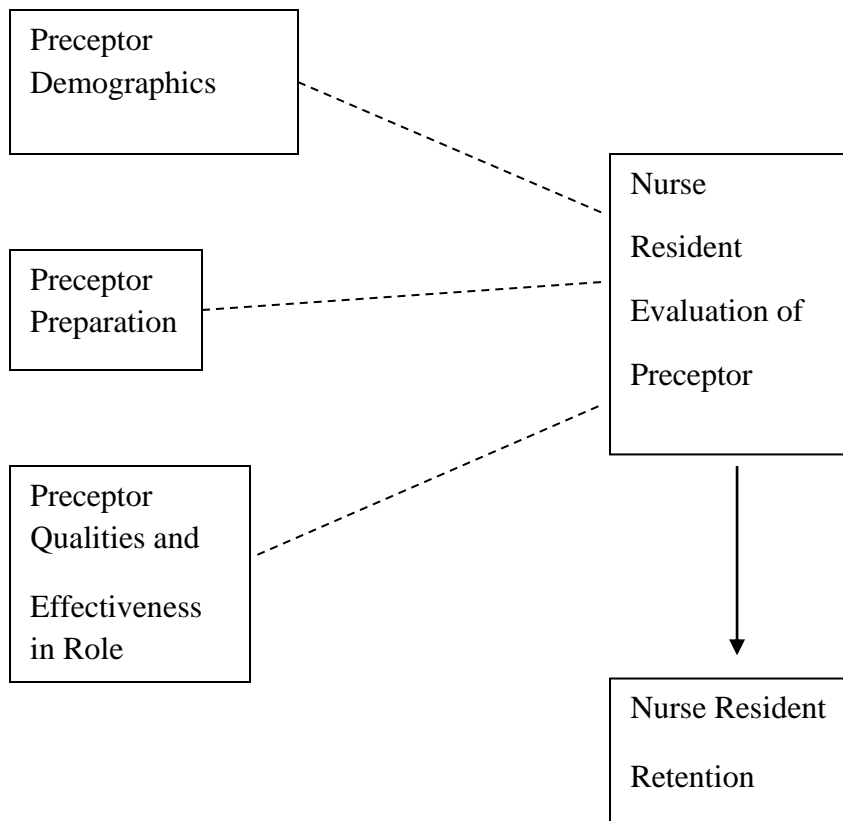 Preceptor
Demographics
Preceptor
Preparation
Preceptor
Qualities and
Effectiveness
in Role
Nurse
Resident
Evaluation of
Preceptor
Nurse Resident
Retention